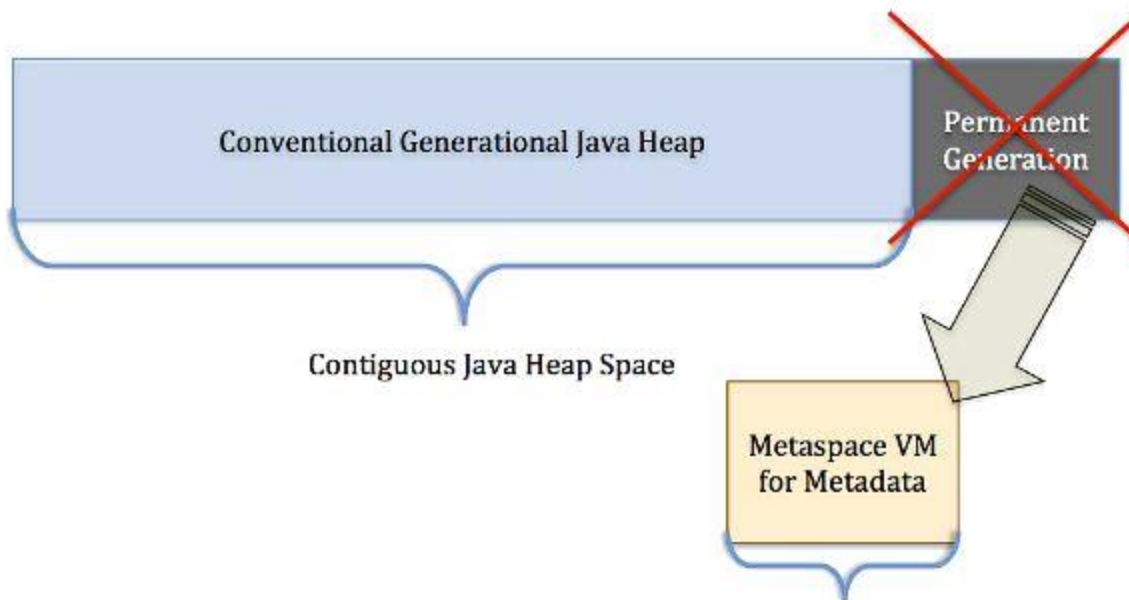 Conventional Generational Java Heap
Permanent
Generation
Contiguous Java Heap Space
Metaspace VM
for Metadata